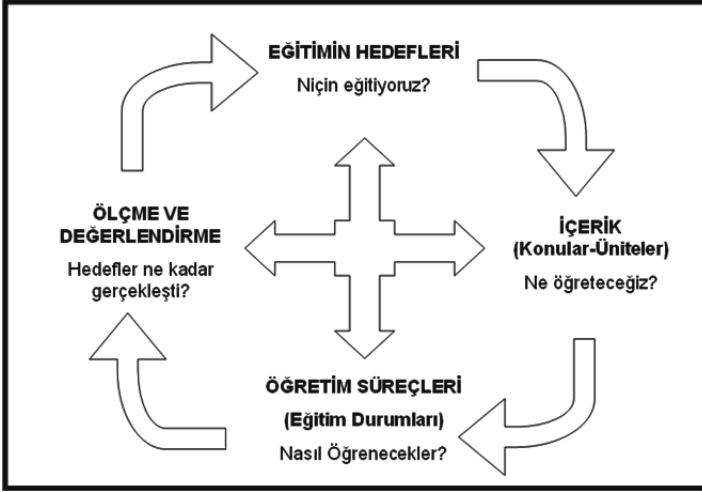 EĞİTİMİN HEDEFLERİ
Niçin eğitiyoruz?
İÇERİK
(Konular-Üniteler)
Ne öğreteceğiz?
ÖĞRETİM SÜREÇLERİ
(Eğitim Durumları)
Nasıl Öğrenecekler?
ÖLÇME VE
DEĞERLENDİRME
Hedefler ne kadar
gerçekleşti?